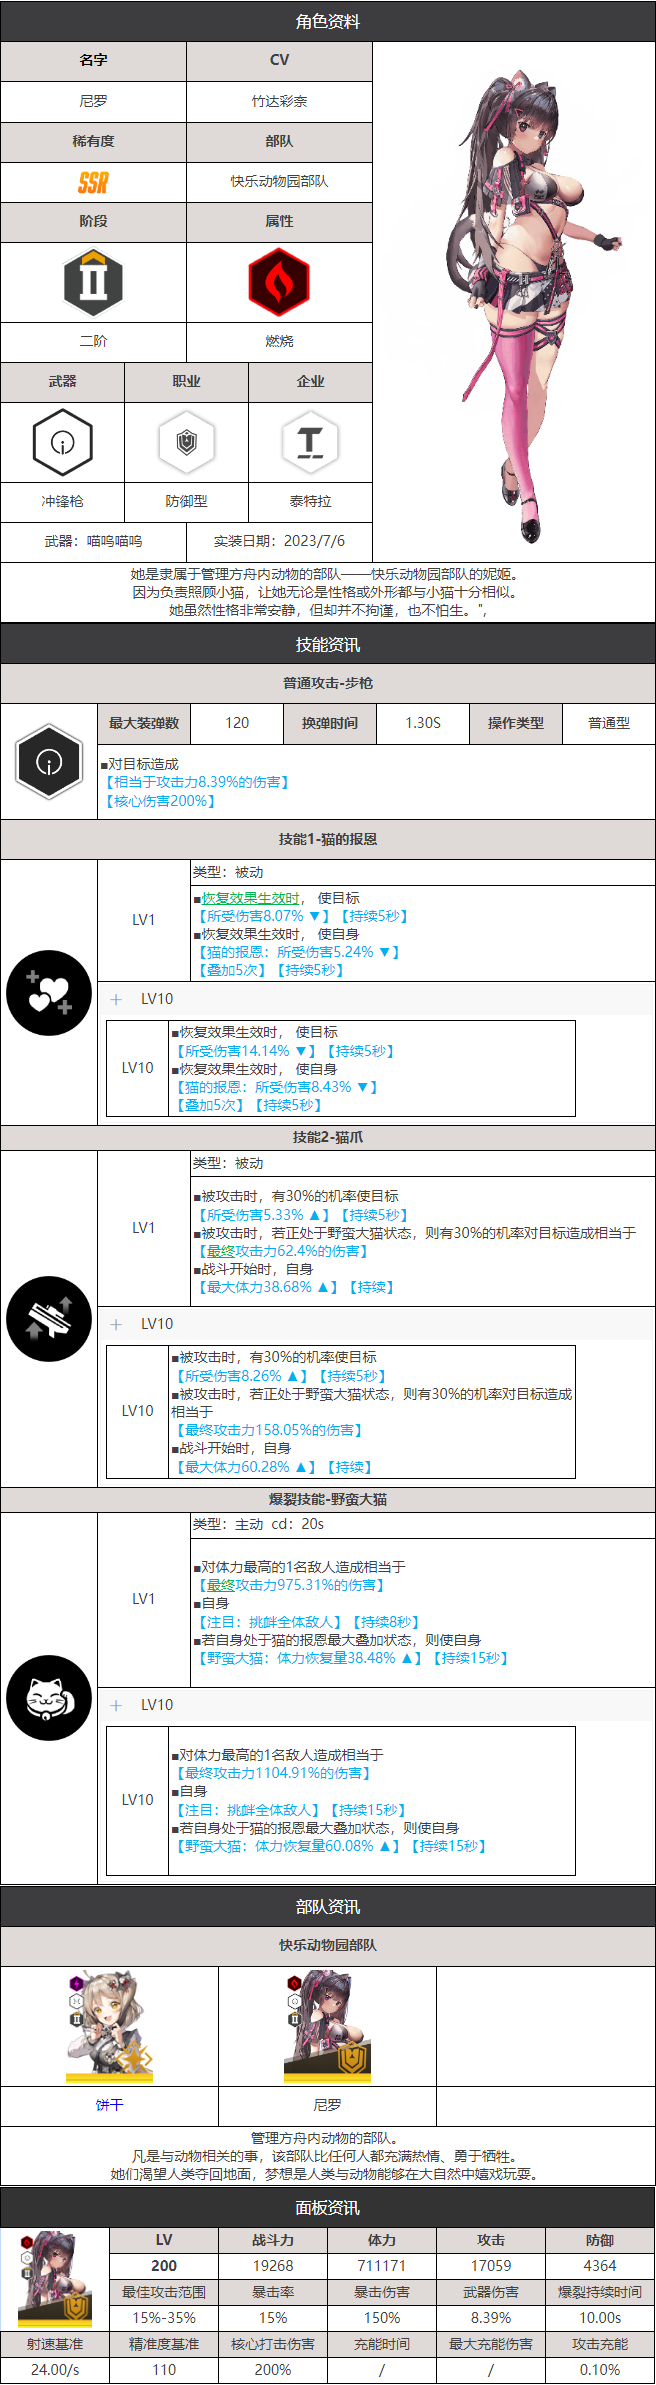 角色资料
名字 CV
尼罗 竹达彩奈
稀有度 部队
SSR 快乐动物园部队
阶段 属性
二阶 燃烧
武器 职业 企业
冲锋枪 防御型 泰特拉
武器：喵呜喵呜 实装日期：2023/7/6
她是隶属于管理方舟内动物的部队——快乐动物园部队的妮姬。
因为负责照顾小猫，让她无论是性格或外形都与小猫十分相似。
她虽然性格非常安静，但却并不拘谨，也不怕生。",
技能资讯
普通攻击-步枪
最大装弹数 120 换弹时间 1.30S 操作类型 普通型
■对目标造成
【相当于攻击力8.39%的伤害】
【核心伤害200%】
技能1-猫的报恩
类型：被动
LV1
■恢复效果生效时， 使目标
【所受伤害8.07% ▼】【持续5秒】
■恢复效果生效时， 使自身
【猫的报恩：所受伤害5.24% ▼】
【叠加5次】【持续5秒】
＋ LV10
LV10
■恢复效果生效时， 使目标
【所受伤害14.14% ▼】【持续5秒】
■恢复效果生效时， 使自身
【猫的报恩：所受伤害8.43% ▼】
【叠加5次】【持续5秒】
技能2-猫爪
类型：被动
LV1
■被攻击时，有30%的机率使目标
【所受伤害5.33% ▲】【持续5秒】
■被攻击时，若正处于野蛮大猫状态，则有30%的机率对目标造成相当于
【最终攻击力62.4%的伤害】
■战斗开始时，自身
【最大体力38.68% ▲】【持续】
＋ LV10
LV10
■被攻击时，有30%的机率使目标
【所受伤害8.26% ▲】【持续5秒】
■被攻击时，若正处于野蛮大猫状态，则有30%的机率对目标造成
相当于
【最终攻击力158.05%的伤害】
■战斗开始时，自身
【最大体力60.28% ▲】【持续】
爆裂技能-野蛮大猫
类型：主动 cd：20s
LV1
■对体力最高的1名敌人造成相当于
【最终攻击力975.31%的伤害】
■自身
【注目：挑衅全体敌人】【持续8秒】
■若自身处于猫的报恩最大叠加状态，则使自身
【野蛮大猫：体力恢复量38.48% ▲】【持续15秒】
＋ LV10
LV10
■对体力最高的1名敌人造成相当于
【最终攻击力1104.91%的伤害】
■自身
【注目：挑衅全体敌人】【持续15秒】
■若自身处于猫的报恩最大叠加状态，则使自身
【野蛮大猫：体力恢复量60.08% ▲】【持续15秒】
部队资讯
快乐动物园部队
饼干 尼罗
管理方舟内动物的部队。
凡是与动物相关的事，该部队比任何人都充满热情、勇于牺牲。
她们渴望人类夺回地面，梦想是人类与动物能够在大自然中嬉戏玩耍。
面板资讯
LV 战斗力 体力 攻击 防御
200 19268 711171 17059 4364
最佳攻击范围 暴击率 暴击伤害 武器伤害 爆裂持续时间
15%-35% 15% 150% 8.39% 10.00s
射速基准 精准度基准 核心打击伤害 充能时间 最大充能伤害 攻击充能
24.00/s 110 200% / / 0.10%